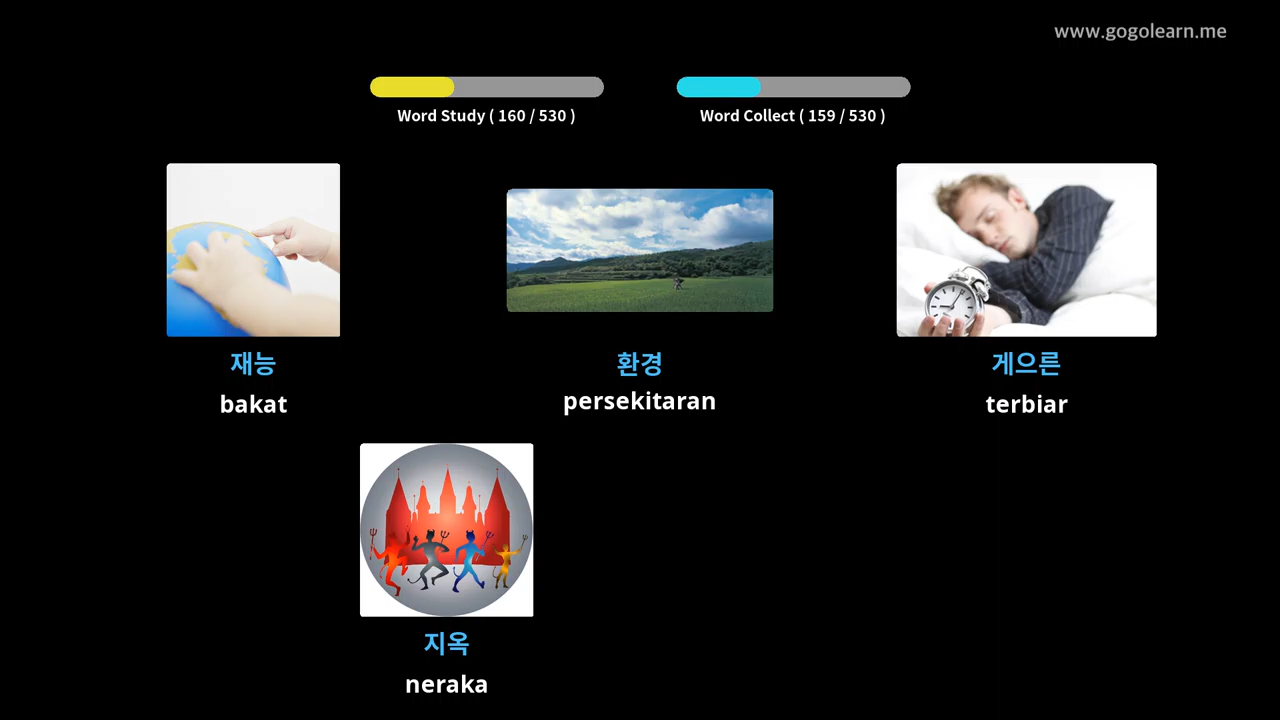 www.gogolearn.me
Word Study ( 160 / 530 )
Word Collect ( 159 / 530 )
재능
bakat
환경
persekitaran
게으른
terbiar
지옥
neraka